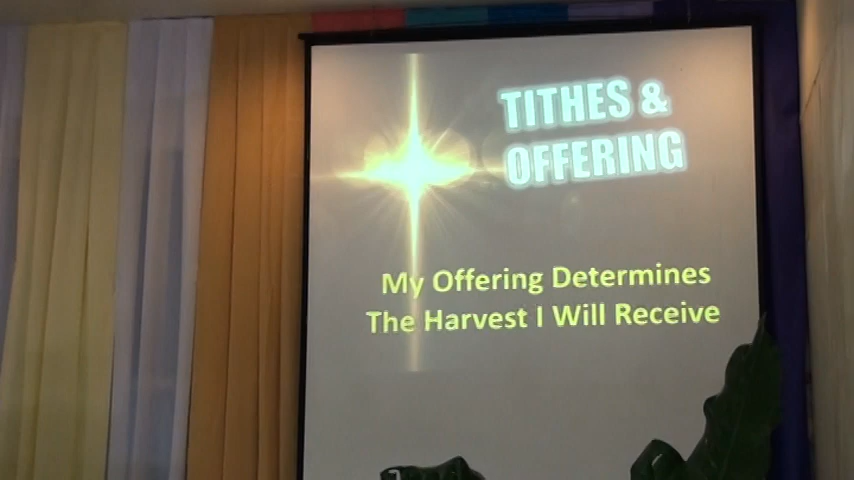 TITHES &
OFFERING
My Offering Determines
The Harvest I Will Receive